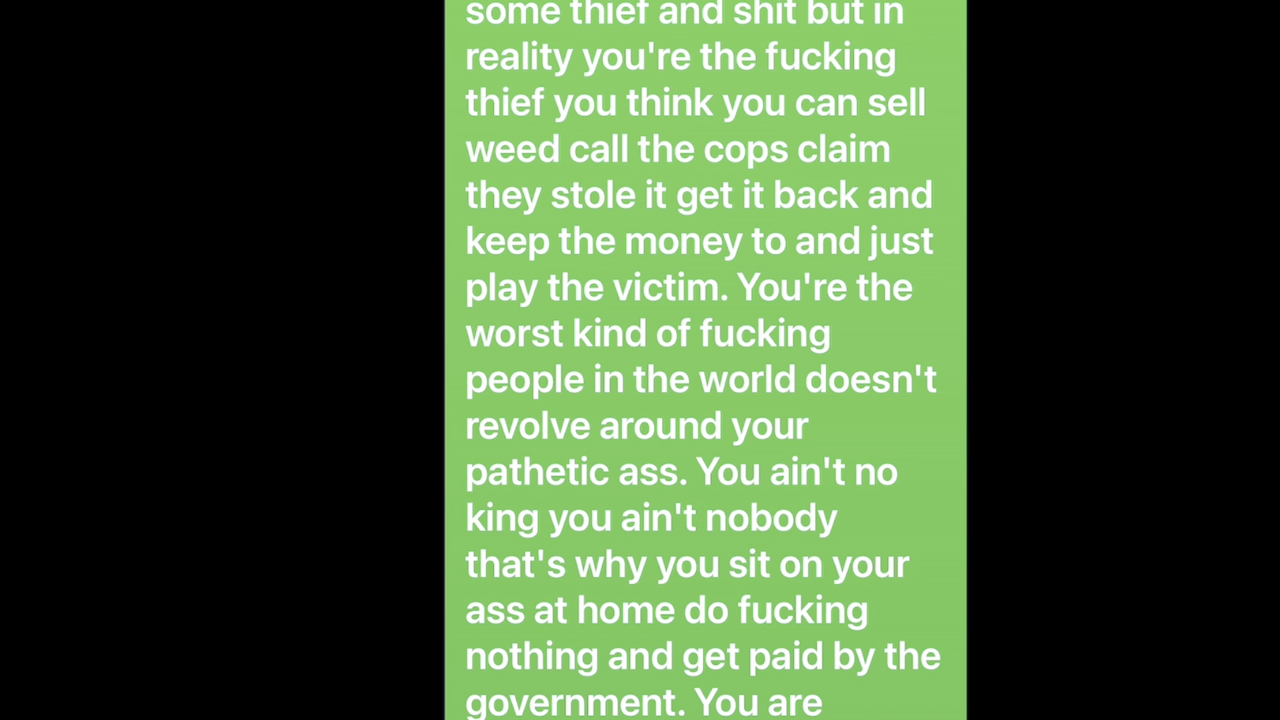 some thief and shit but in
reality you're the fucking
thief you think you can sell
weed call the cops claim
they stole it get it back and
keep the money to and just
play the victim. You're the
worst kind of fucking
people in the world doesn't
revolve around your
pathetic ass. You ain't no
king you ain't nobody
that's why you sit on your
ass at home do fucking
nothing and get paid by the
government. You are